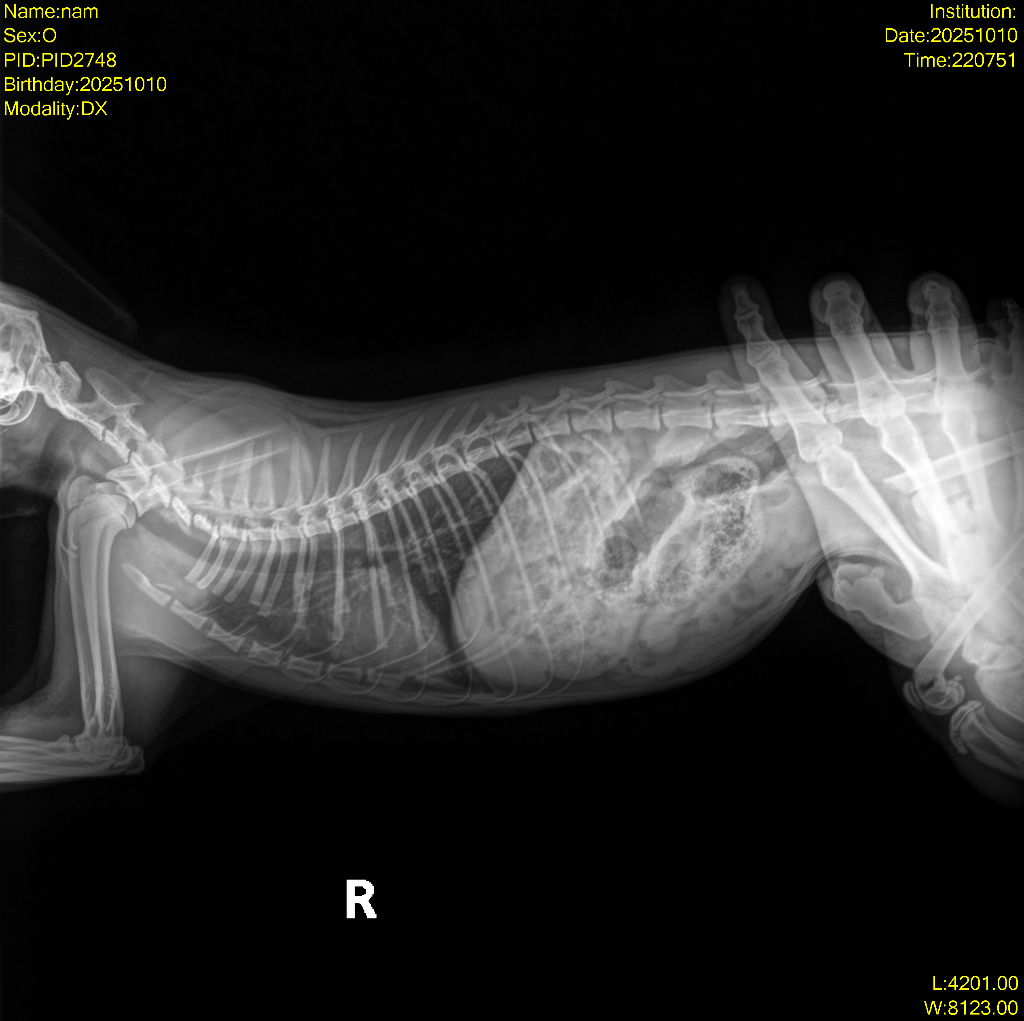 Name:nam
Sex:O
PID:PID2748
Birthday:20251010
Modality:DX
Institution:
Date:20251010
Time:220751
R
L:4201.00
W:8123.00